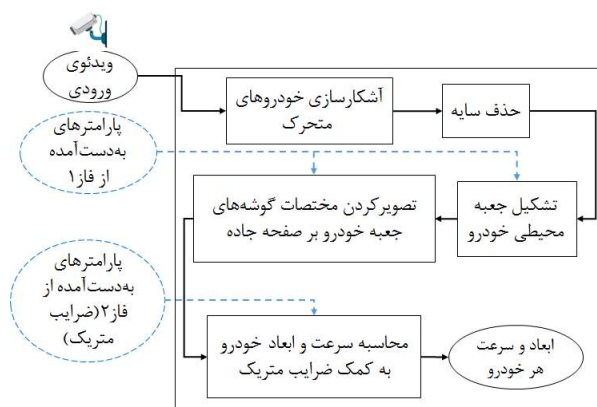 ویدئوی
ورودی
آشکارسازی خودروهای
متحرک
حذف سایه
پارامترهای
به‌دست‌آمده
از فاز۱
تشکیل جعبه
محیطی خودرو
تصویرکردن مختصات گوشه‌های
جعبه خودرو بر صفحه جاده
پارامترهای
به‌دست‌آمده از
فاز۲(ضرایب
متریک)
محاسبه سرعت و ابعاد خودرو
به کمک ضرایب متریک
ابعاد و سرعت
هر خودرو